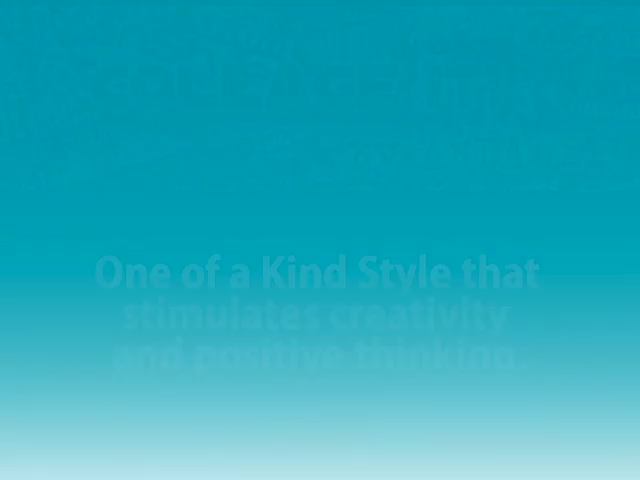 One of a Kind Style that
stimulates creativity
and positive thinking.